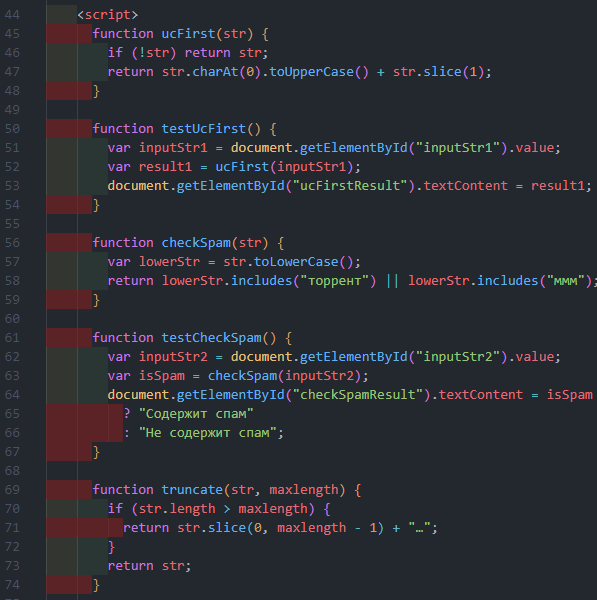 44 <script>
45 function ucFirst(str) {
46 if (!str) return str;
47 return str.charAt(0).toUpperCase() + str.slice(1);
48 }
49
50 function testUcFirst() {
51 var inputStr1 = document.getElementById("inputStr1").value;
52 var result1 = ucFirst(inputStr1);
53 document.getElementById("ucFirstResult").textContent = result1;
54 }
55
56 function checkSpam(str) {
57 var lowerStr = str.toLowerCase();
58 return lowerStr.includes("торрент") || lowerStr.includes("ммм");
59 }
60
61 function testCheckSpam() {
62 var inputStr2 = document.getElementById("inputStr2").value;
63 var isSpam = checkSpam(inputStr2);
64 document.getElementById("checkSpamResult").textContent = isSpam
65 ? "Содержит спам"
66 : "Не содержит спам";
67 }
68
69 function truncate(str, maxlength) {
70 if (str.length > maxlength) {
71 return str.slice(0, maxlength - 1) + "…";
72 }
73 return str;
74 }